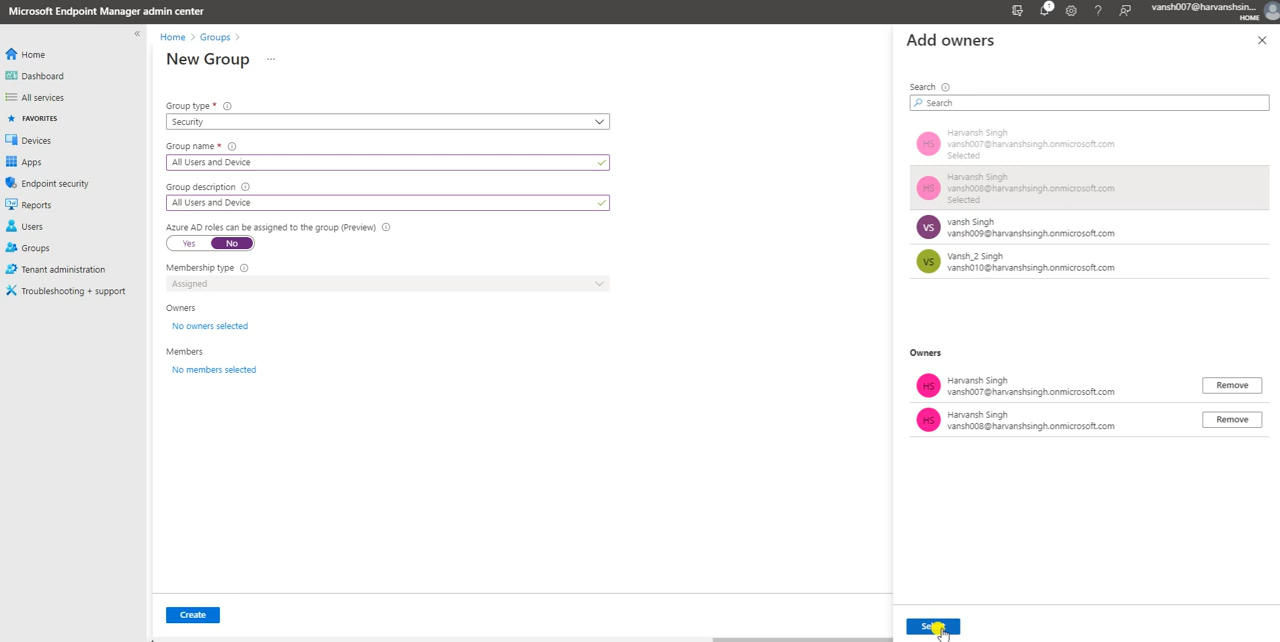 Microsoft Endpoint Manager admin center
1
vansh007@harvanshsin...
HOME
«
Home
Dashboard
All services
FAVORITES
Devices
Apps
Endpoint security
Reports
Users
Groups
Tenant administration
Troubleshooting + support
Home > Groups >
New Group ...
Group type *
Security
Group name *
All Users and Device
Group description
All Users and Device
Azure AD roles can be assigned to the group (Preview)
Yes No
Membership type
Assigned
Owners
No owners selected
Members
No members selected
Create
Add owners
Search
Search
HS
Harvansh Singh
vansh007@harvanshsingh.onmicrosoft.com
Selected
HS
Harvansh Singh
vansh008@harvanshsingh.onmicrosoft.com
Selected
VS
vansh Singh
vansh009@harvanshsingh.onmicrosoft.com
VS
Vansh_2 Singh
vansh010@harvanshsingh.onmicrosoft.com
Owners
HS
Harvansh Singh
vansh007@harvanshsingh.onmicrosoft.com
Remove
HS
Harvansh Singh
vansh008@harvanshsingh.onmicrosoft.com
Remove
Select